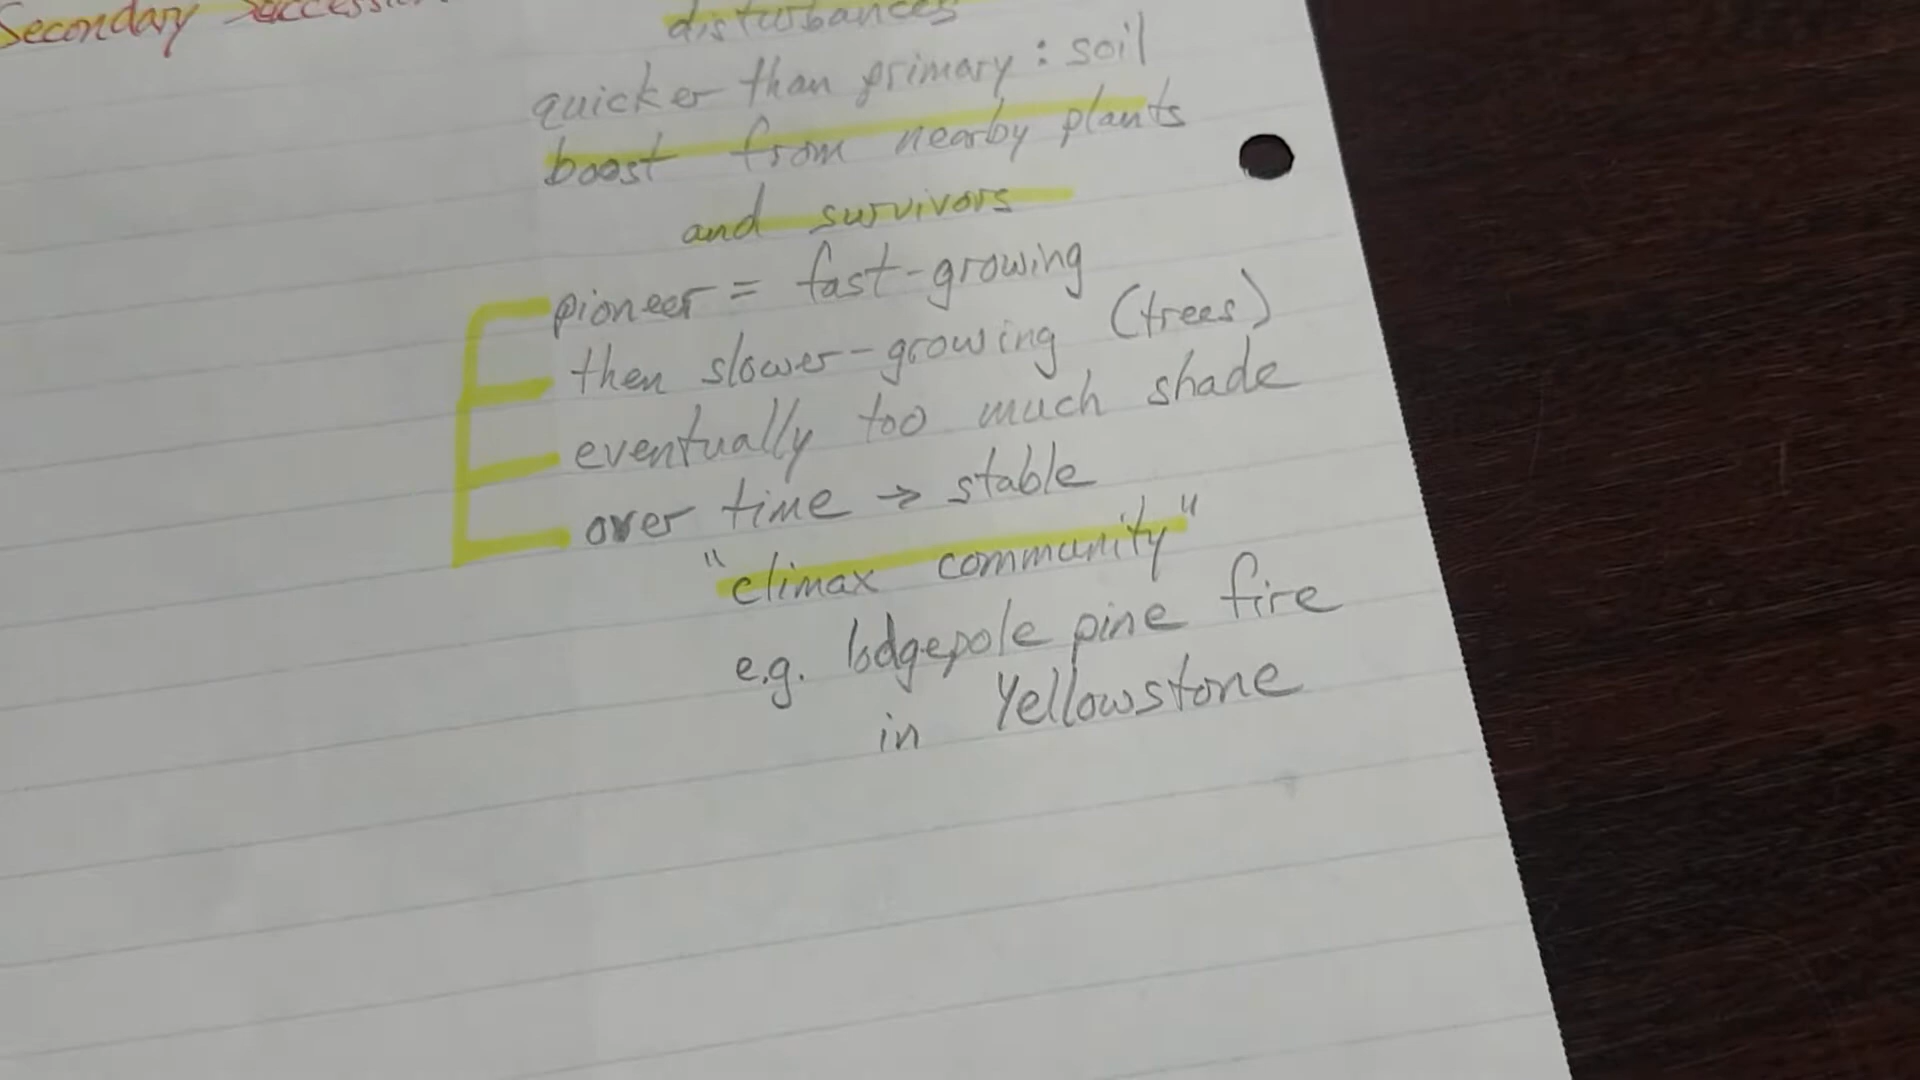 Secondary Succession
disturbances
quicker than primary : soil
boost from nearby plants
and survivors
pioneer = fast-growing
then slower-growing (trees)
eventually too much shade
over time → stable
"climax community"
e.g. lodgepole pine fire
in Yellowstone